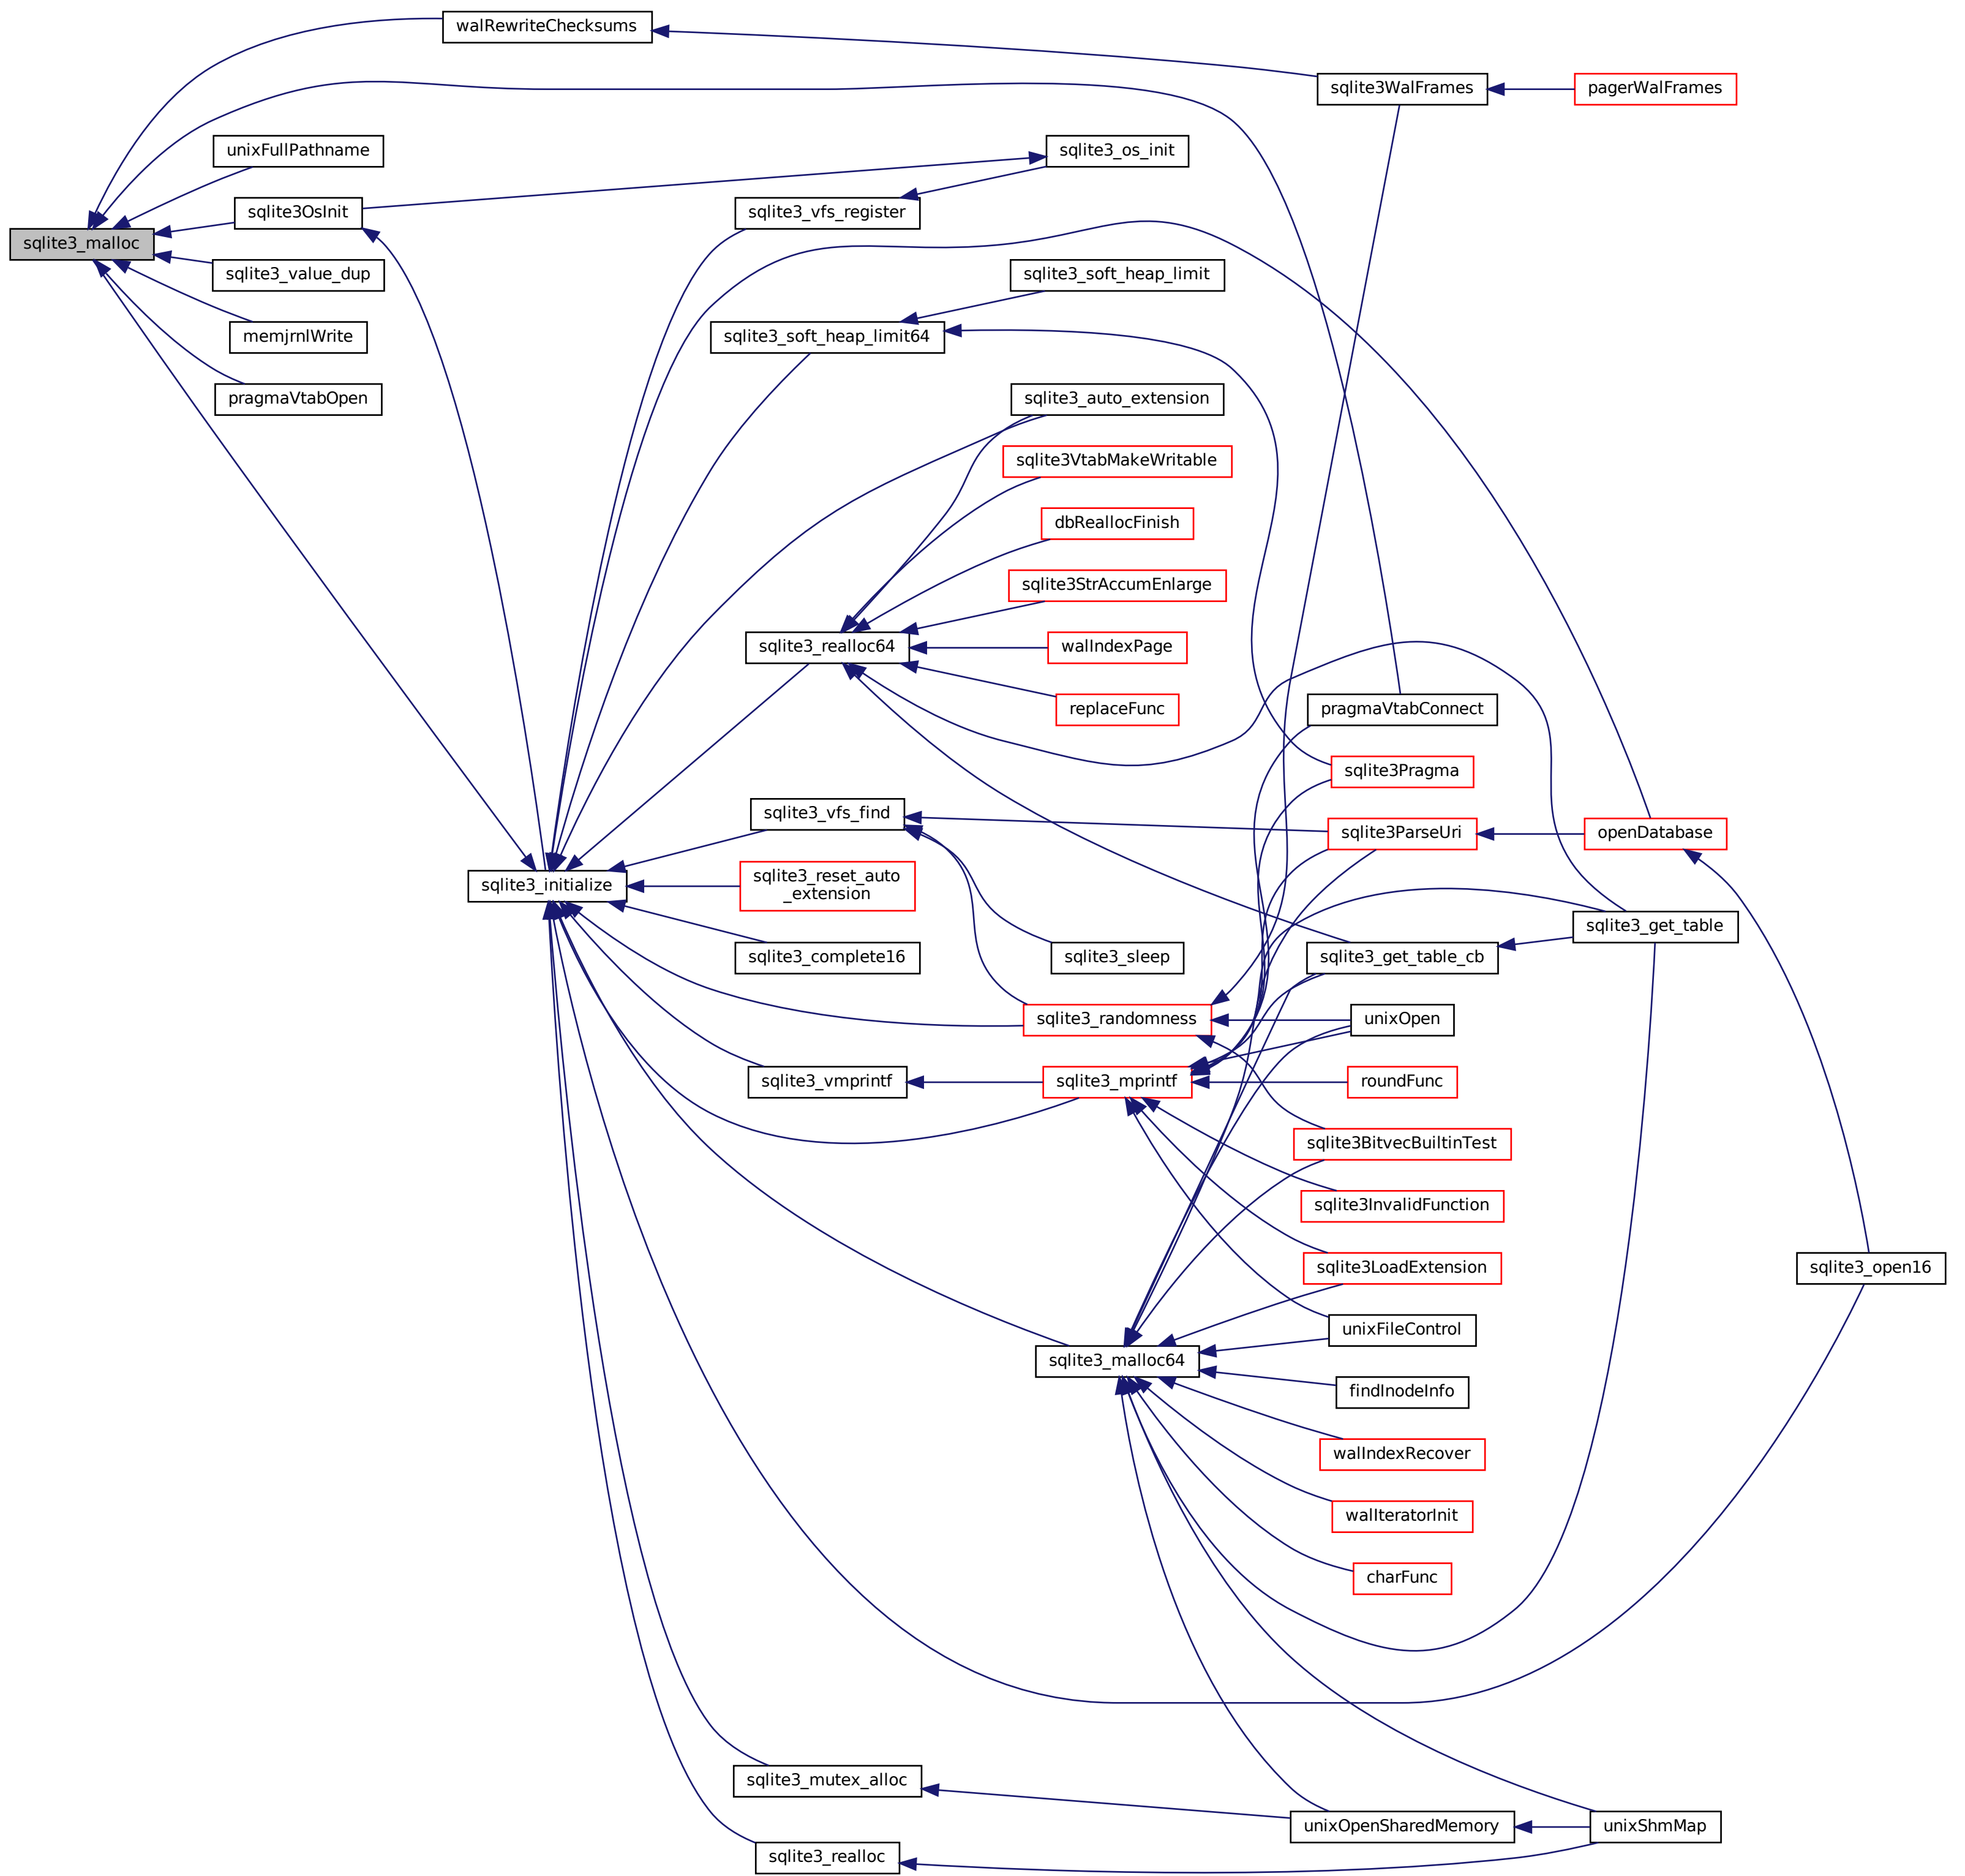 walRewriteChecksums
sqlite3WalFrames
pagerWalFrames
unixFullPathname
sqlite3_os_init
sqlite3OsInit
sqlite3_vfs_register
sqlite3_malloc
sqlite3_value_dup
sqlite3_soft_heap_limit
memjrnlWrite
sqlite3_soft_heap_limit64
pragmaVtabOpen
sqlite3_auto_extension
sqlite3VtabMakeWritable
dbReallocFinish
sqlite3StrAccumEnlarge
sqlite3_realloc64
walIndexPage
replaceFunc
pragmaVtabConnect
sqlite3Pragma
sqlite3_vfs_find
sqlite3ParseUri
openDatabase
sqlite3_initialize
sqlite3_reset_auto
_extension
sqlite3_get_table
sqlite3_complete16
sqlite3_sleep
sqlite3_get_table_cb
sqlite3_randomness
unixOpen
sqlite3_vmprintf
sqlite3_mprintf
roundFunc
sqlite3BitvecBuiltinTest
sqlite3InvalidFunction
sqlite3LoadExtension
sqlite3_open16
unixFileControl
sqlite3_malloc64
findInodeInfo
walIndexRecover
walIteratorInit
charFunc
sqlite3_mutex_alloc
unixOpenSharedMemory
unixShmMap
sqlite3_realloc